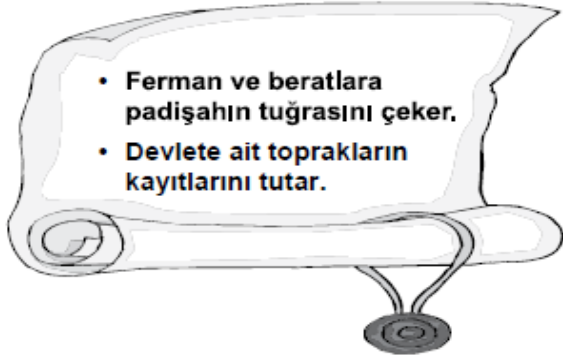 • Ferman ve beratlara
padişahın tuğrasını çeker.
• Devlete ait toprakların
kayıtlarını tutar.